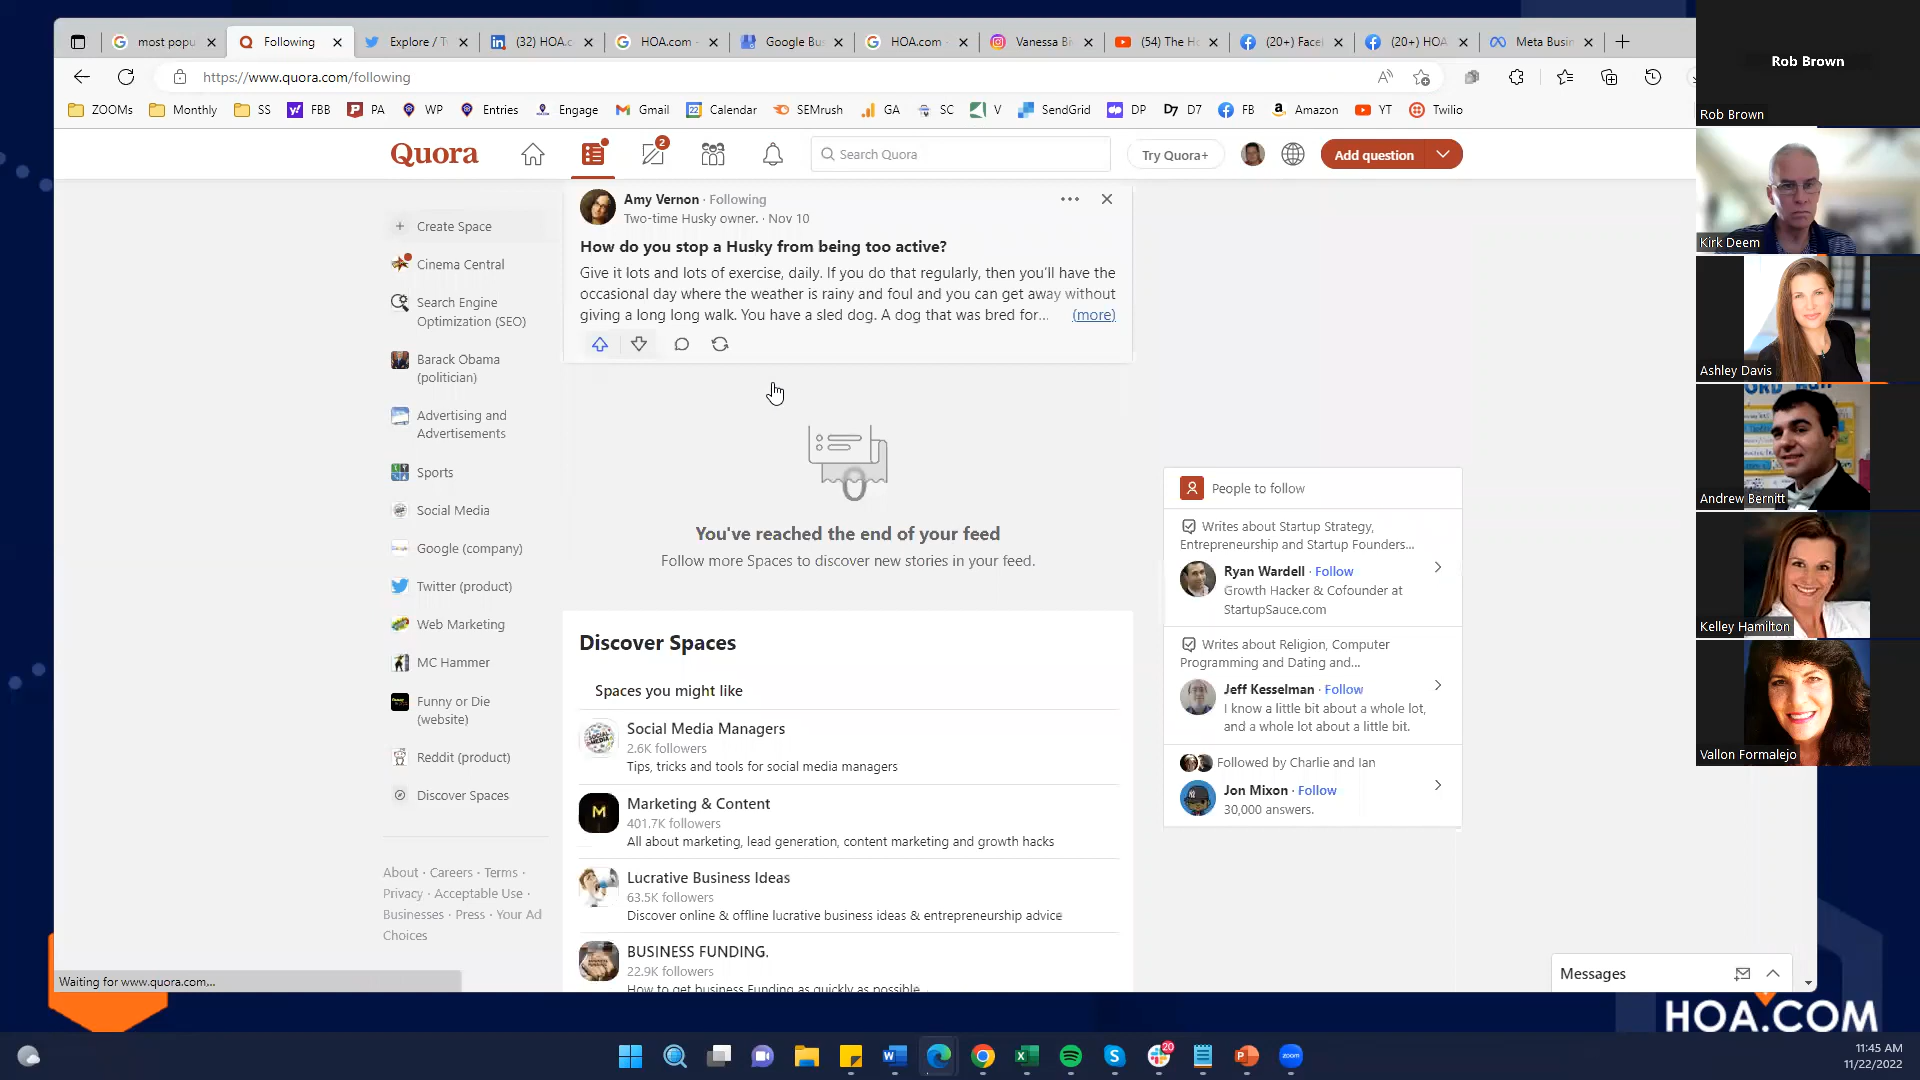 most popu
Following
Explore / T
(32) HOA.c
HOA.com -
Google Bus
HOA.com -
Vanessa Bi
(54) The H
(20+) Face
(20+) HOA
Meta Busin
https://www.quora.com/following
ZOOMs
Monthly
SS
FBB
PA
WP
Entries
Engage
Gmail
Calendar
SEMrush
GA
SC
V
SendGrid
DP
D7
FB
Amazon
YT
Twilio
Quora
2
Search Quora
Try Quora+
Add question
Create Space
Cinema Central
Search Engine
Optimization (SEO)
Barack Obama
(politician)
Advertising and
Advertisements
Sports
Social Media
Google (company)
Twitter (product)
Web Marketing
MC Hammer
Funny or Die
(website)
Reddit (product)
Discover Spaces
About · Careers · Terms ·
Privacy · Acceptable Use ·
Businesses · Press · Your Ad
Choices
Amy Vernon · Following
Two-time Husky owner. · Nov 10
How do you stop a Husky from being too active?
Give it lots and lots of exercise, daily. If you do that regularly, then you'll have the
occasional day where the weather is rainy and foul and you can get away without
giving a long long walk. You have a sled dog. A dog that was bred for... (more)
You've reached the end of your feed
Follow more Spaces to discover new stories in your feed.
Discover Spaces
Spaces you might like
Social Media Managers
2.6K followers
Tips, tricks and tools for social media managers
Marketing & Content
401.7K followers
All about marketing, lead generation, content marketing and growth hacks
Lucrative Business Ideas
63.5K followers
Discover online & offline lucrative business ideas & entrepreneurship advice
BUSINESS FUNDING.
22.9K followers
How to get business Funding as quickly as possible.
People to follow
Writes about Startup Strategy,
Entrepreneurship and Startup Founders...
Ryan Wardell · Follow
Growth Hacker & Cofounder at
StartupSauce.com
Writes about Religion, Computer
Programming and Dating and...
Jeff Kesselman · Follow
I know a little bit about a whole lot,
and a whole lot about a little bit.
Followed by Charlie and Ian
Jon Mixon · Follow
30,000 answers.
Messages
Waiting for www.quora.com...
Rob Brown
Rob Brown
Kirk Deem
Ashley Davis
Andrew Bernitt
Kelley Hamilton
Vallon Formalejo
HOA.COM
20
zoom
11:45 AM
11/22/2022